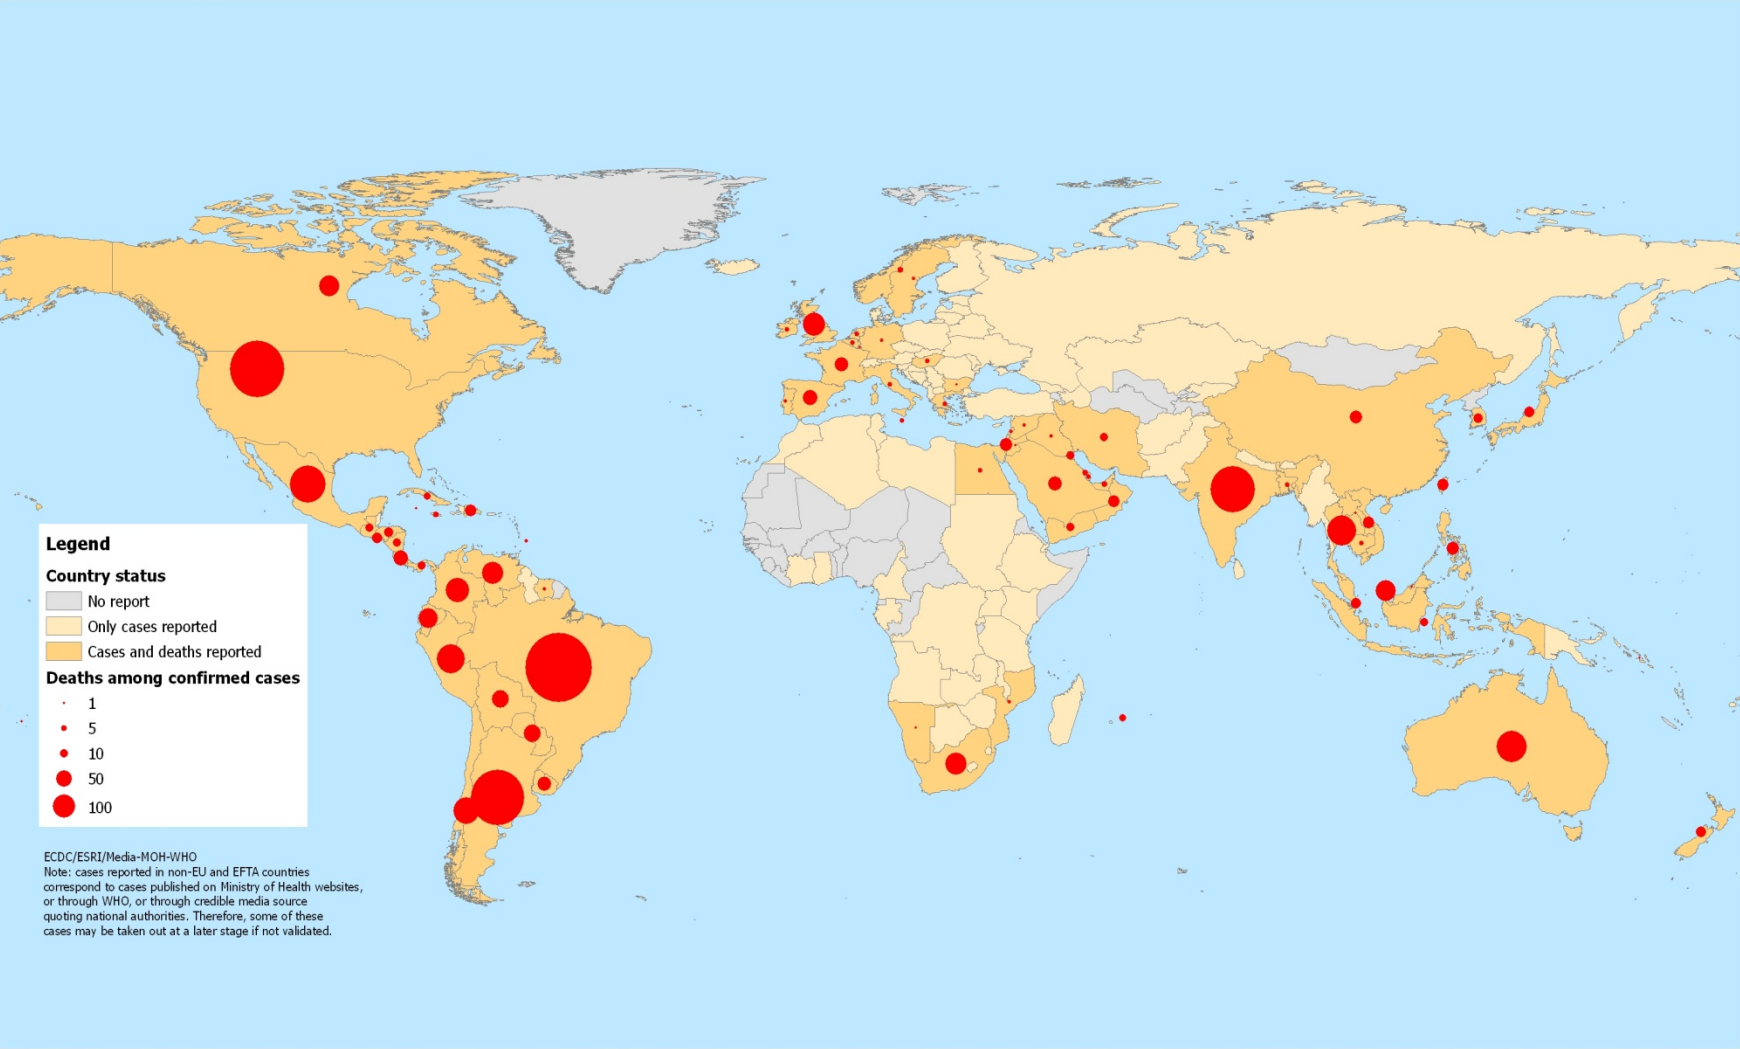 Legend
Country status
No report
Only cases reported
Cases and deaths reported
Deaths among confirmed cases
1
5
10
50
100
ECDC/ESRI/Media-MOH-WHO
Note: cases reported in non-EU and EFTA countries
correspond to cases published on Ministry of Health websites,
or through WHO, or through credible media source
quoting national authorities. Therefore, some of these
cases may be taken out at a later stage if not validated.